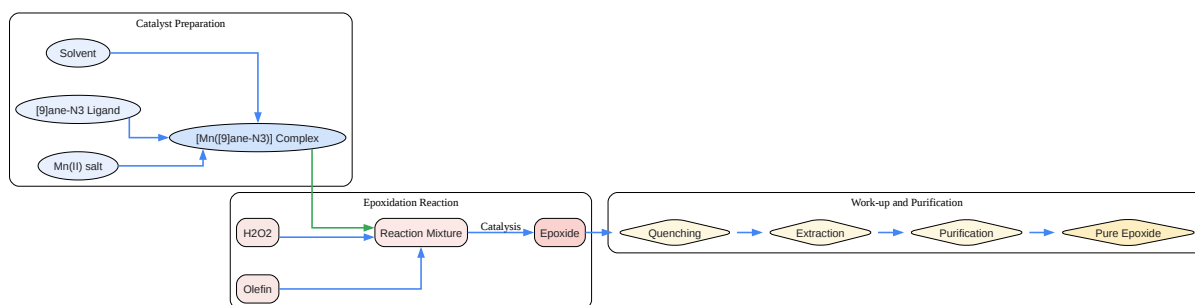 Catalyst Preparation
Solvent
[9]ane-N3 Ligand
[Mn([9]ane-N3)] Complex
Mn(II) salt
Epoxidation Reaction
H2O2
Reaction Mixture
Catalysis
Epoxide
Olefin
Work-up and Purification
Quenching
Extraction
Purification
Pure Epoxide